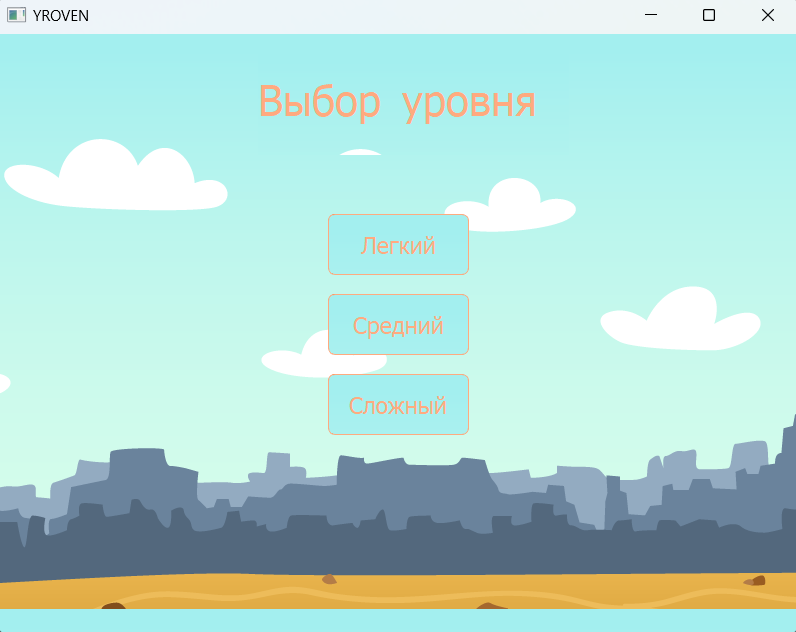 YROVEN
Выбор уровня
Легкий
Средний
Сложный